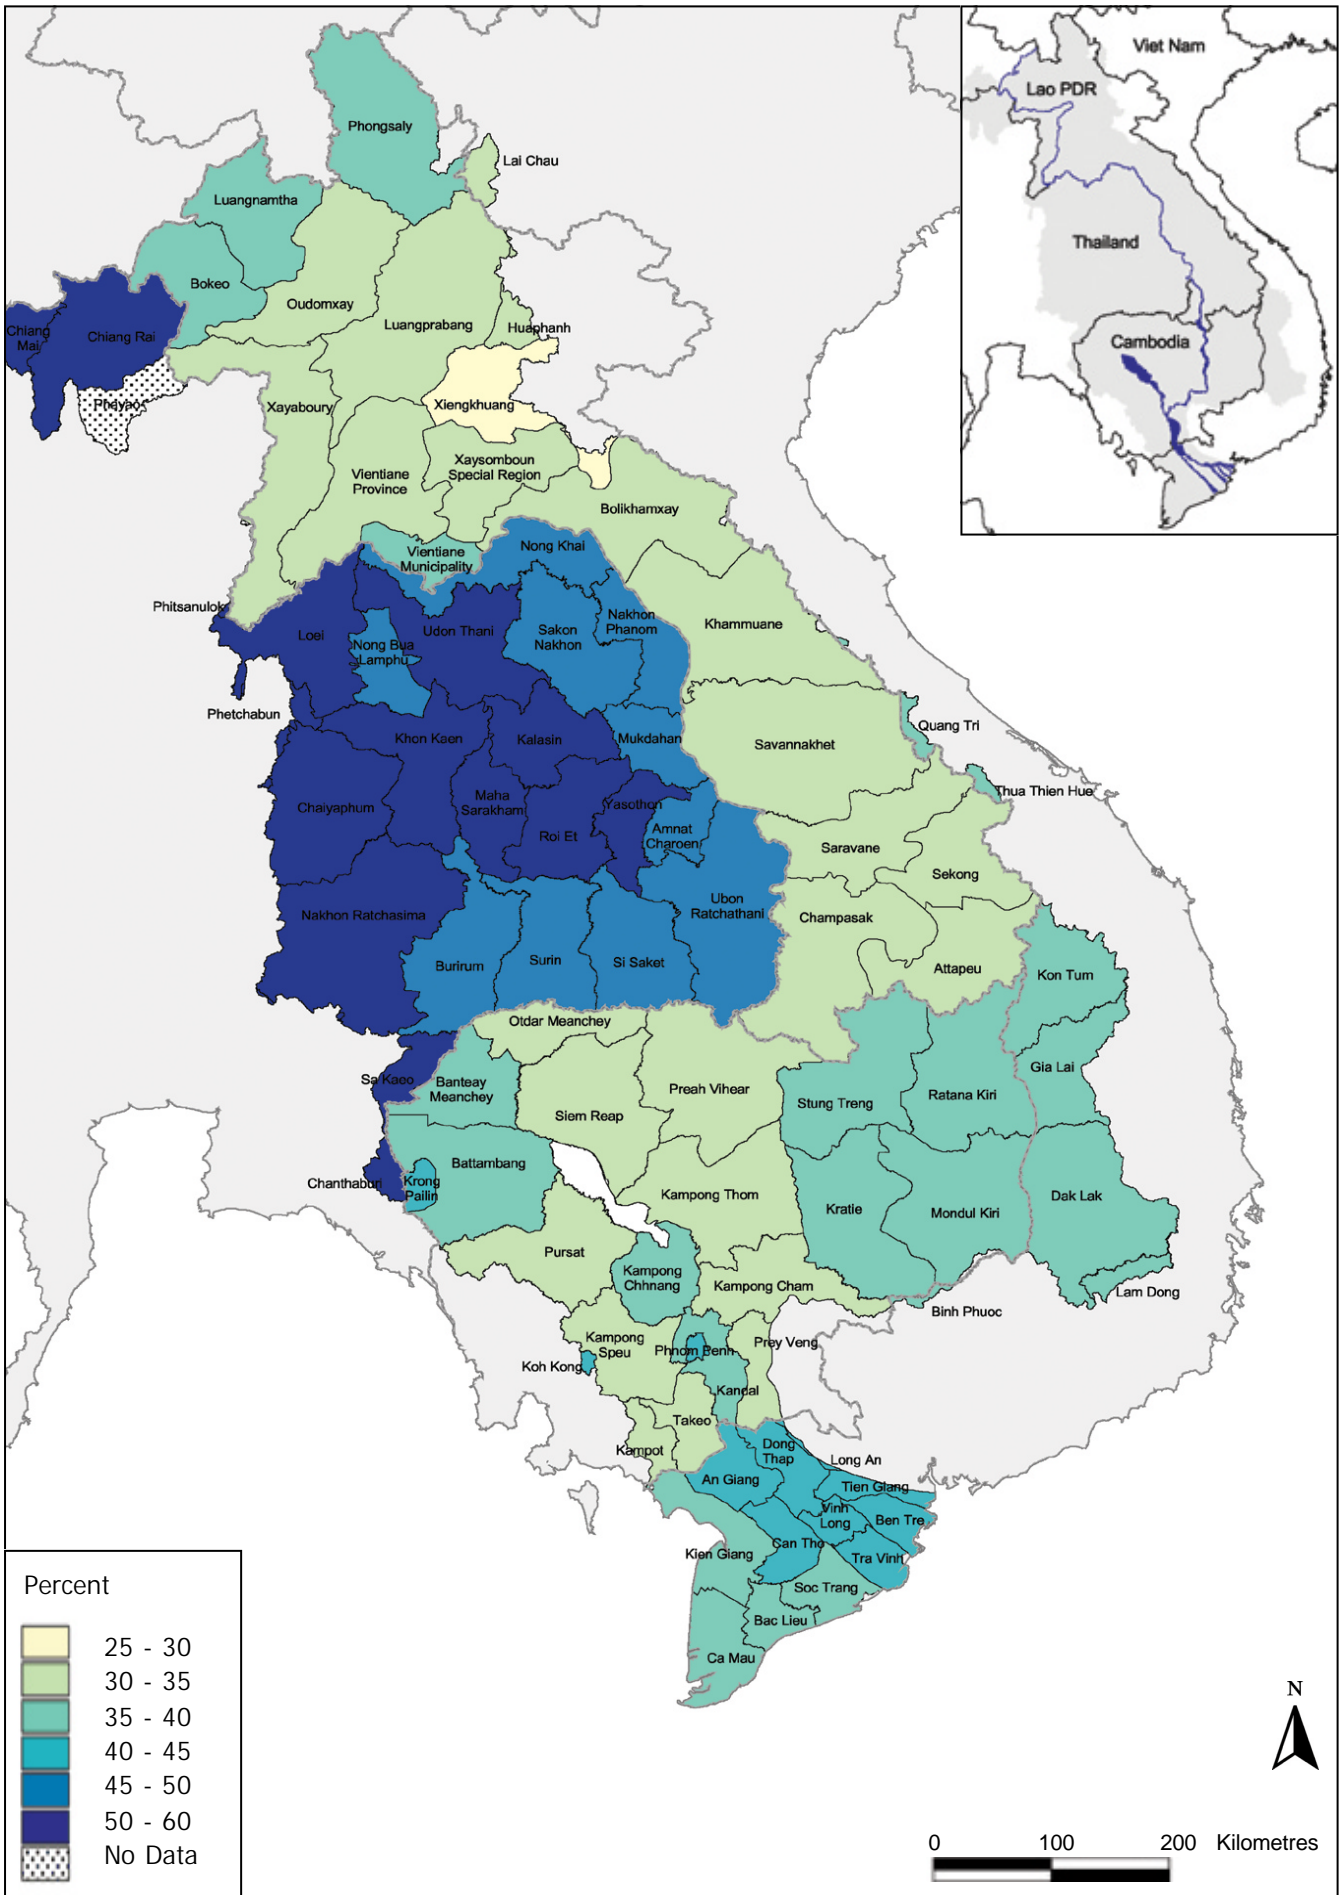 Viet Nam
Lao PDR
Thailand
Cambodia
Phongsaly
Lai Chau
Luangnamtha
Bokeo
Oudomxay
Luangprabang
Huaphanh
Chiang
Mai
Chiang Rai
Phayao
Xayaboury
Xiengkhuang
Vientiane
Province
Xaysomboun
Special Region
Bolikhamxay
Vientiane
Municipality
Nong Khai
Phitsanulok
Loei
Nong Bua
Lamphu
Udon Thani
Sakon
Nakhon
Nakhon
Phanom
Khammuane
Phetchabun
Khon Kaen
Kalasin
Mukdahan
Savannakhet
Quang Tri
Thua Thien Hue
Chaiyaphum
Maha
Sarakham
Roi Et
Yasothon
Amnat
Charoen
Saravane
Sekong
Nakhon Ratchasima
Ubon
Ratchathani
Champasak
Burirum
Surin
Si Saket
Attapeu
Kon Tum
Otdar Meanchey
Sa Kaeo
Banteay
Meanchey
Siem Reap
Preah Vihear
Stung Treng
Ratana Kiri
Gia Lai
Chanthaburi
Krong
Pailin
Battambang
Kampong Thom
Kratie
Mondul Kiri
Dak Lak
Pursat
Kampong
Chhnang
Kampong Cham
Binh Phuoc
Lam Dong
Koh Kong
Kampong
Speu
Phnom Penh
Prey Veng
Kandal
Takeo
Kampot
Dong
Thap
Long An
An Giang
Tien Giang
Vinh
Long
Ben Tre
Can Tho
Kien Giang
Tra Vinh
Soc Trang
Bac Lieu
Ca Mau
Percent
25 - 30
30 - 35
35 - 40
40 - 45
45 - 50
50 - 60
No Data
N
0 100 200 Kilometres